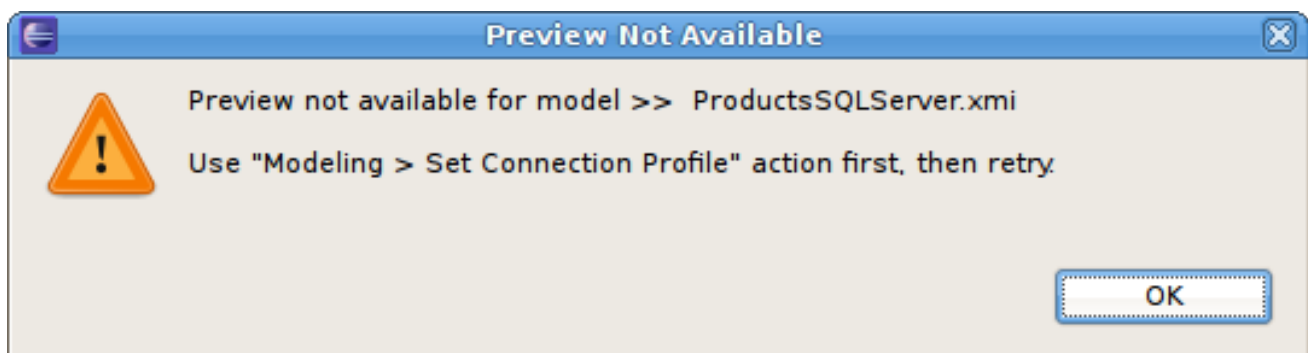 Preview Not Available
Preview not available for model >>  ProductsSQLServer.xmi
Use "Modeling > Set Connection Profile" action first, then retry.
OK